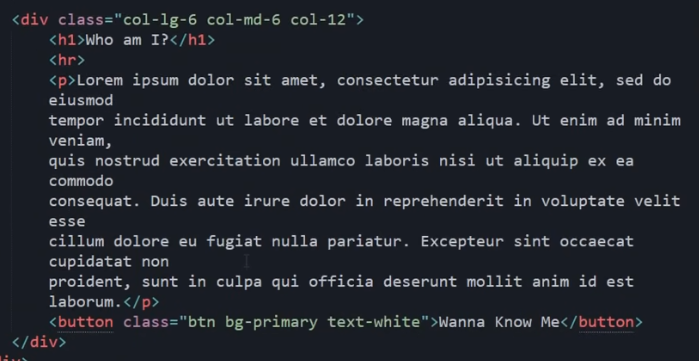 <div class="col-lg-6 col-md-6 col-12">
<h1>Who am I?</h1>
<hr>
<p>Lorem ipsum dolor sit amet, consectetur adipisicing elit, sed do
eiusmod
tempor incididunt ut labore et dolore magna aliqua. Ut enim ad minim
veniam,
quis nostrud exercitation ullamco laboris nisi ut aliquip ex ea
commodo
consequat. Duis aute irure dolor in reprehenderit in voluptate velit
esse
cillum dolore eu fugiat nulla pariatur. Excepteur sint occaecat
cupidatat non
proident, sunt in culpa qui officia deserunt mollit anim id est
laborum.</p>
<button class="btn bg-primary text-white">Wanna Know Me</button>
</div>